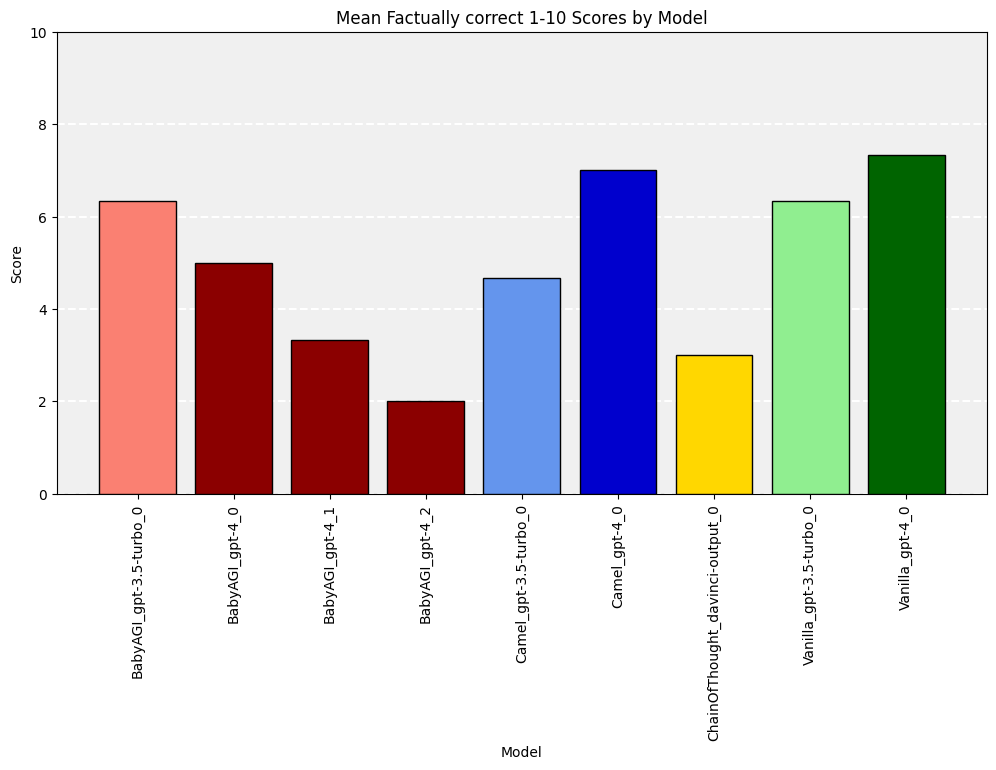 Mean Factually correct 1-10 Scores by Model
10
8
6
4
2
0
Score
BabyAGI_gpt-3.5-turbo_0
BabyAGI_gpt-4_0
BabyAGI_gpt-4_1
BabyAGI_gpt-4_2
Camel_gpt-3.5-turbo_0
Camel_gpt-4_0
ChainOfThought_davinci-output_0
Vanilla_gpt-3.5-turbo_0
Vanilla_gpt-4_0
Model